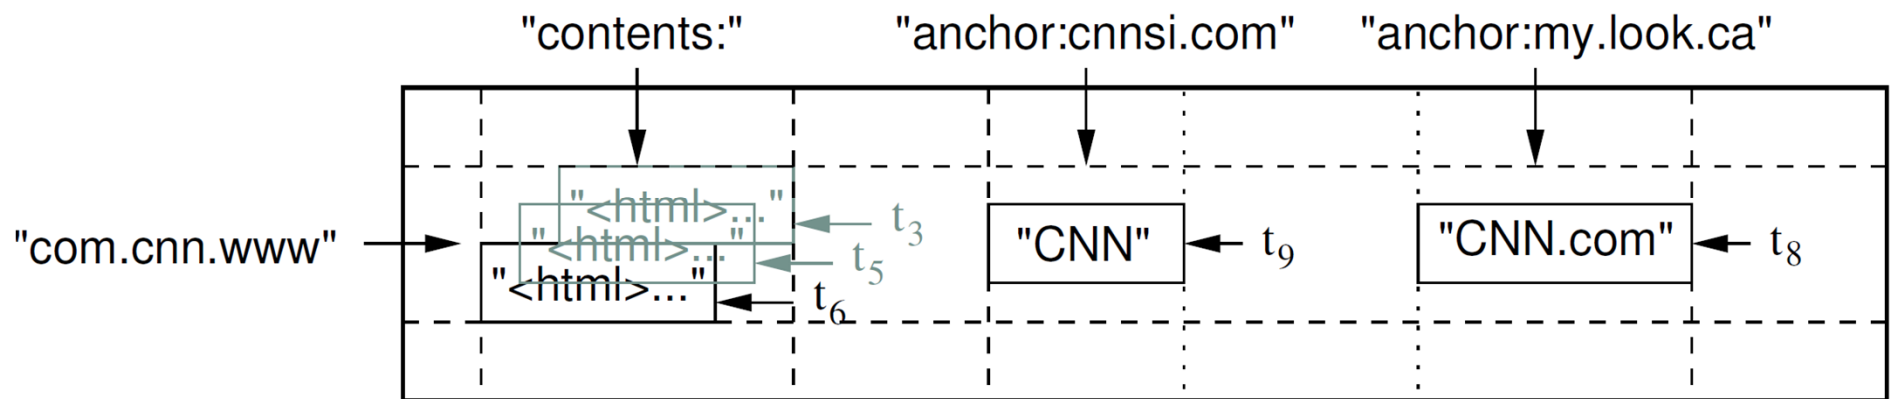 "contents:" "anchor:cnnsi.com" "anchor:my.look.ca"
"<html>..." t3
"com.cnn.www" "<html>..." t5 "CNN" t9 "CNN.com" t8
"<html>..." t6